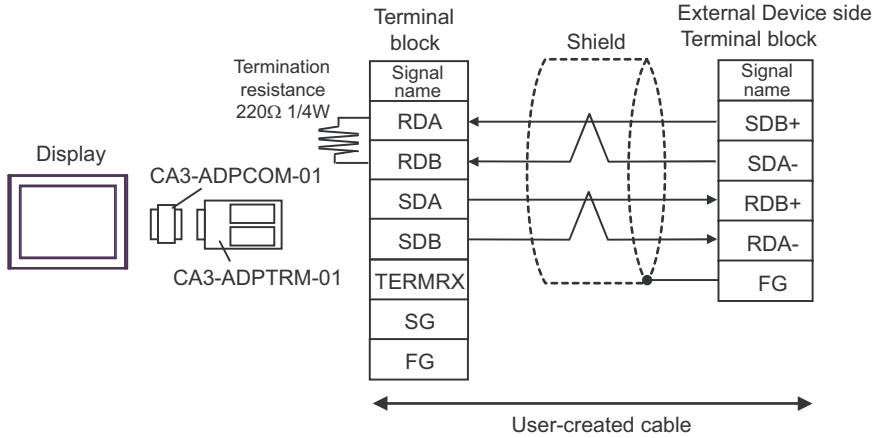 Terminal
block
External Device side
Terminal block
Shield
Termination
resistance
220Ω 1/4W
Signal
name
RDA
RDB
SDA
SDB
TERMRX
SG
FG
Signal
name
SDB+
SDA-
RDB+
RDA-
FG
Display
CA3-ADPCOM-01
CA3-ADPTRM-01
User-created cable